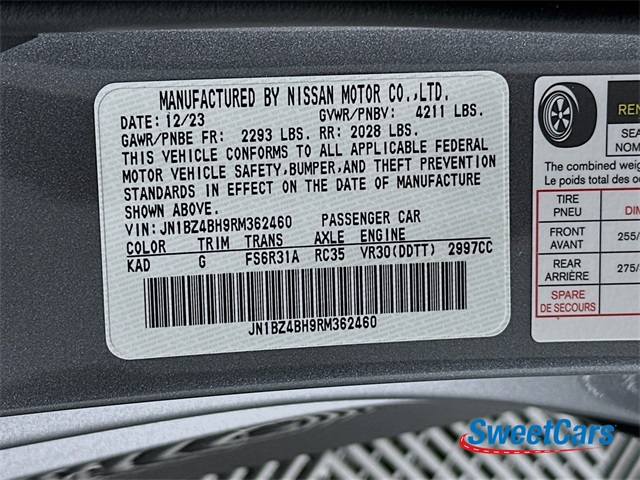 MANUFACTURED BY NISSAN MOTOR CO.,LTD.
DATE: 12/23 GVWR/PNBV: 4211 LBS.
GAWR/PNBE FR: 2293 LBS. RR: 2028 LBS.
THIS VEHICLE CONFORMS TO ALL APPLICABLE FEDERAL
MOTOR VEHICLE SAFETY,BUMPER,AND THEFT PREVENTION
STANDARDS IN EFFECT ON THE DATE OF MANUFACTURE
SHOWN ABOVE.
VIN: JN1BZ4BH9RM362460 PASSENGER CAR
COLOR TRIM TRANS AXLE ENGINE
KAD G FS6R31A RC35 VR30(DDTT) 2997CC
JN1BZ4BH9RM362460
The combined
Le poids total des
TIRE
PNEU
FRONT
AVANT
255/
REAR
ARRIÈRE
275/
SPARE
DE SECOURS
SweetCars